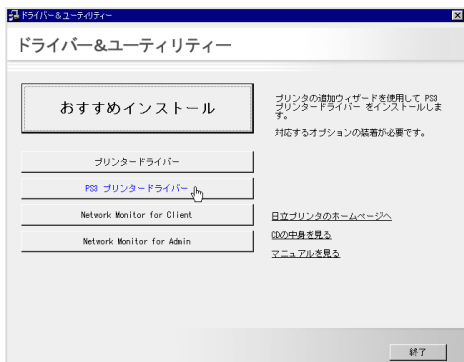 ドライバー&ユーティリティー
ドライバー&ユーティリティー
おすすめインストール
プリンタの追加ウィザードを使用して PS3
プリンタードライバー をインストールしま
す。
対応するオプションの装着が必要です。
プリンタードライバー
PS3 プリンタードライバー
Network Monitor for Client
Network Monitor for Admin
日立プリンタのホームページへ
CDの中身を見る
マニュアルを見る
終了